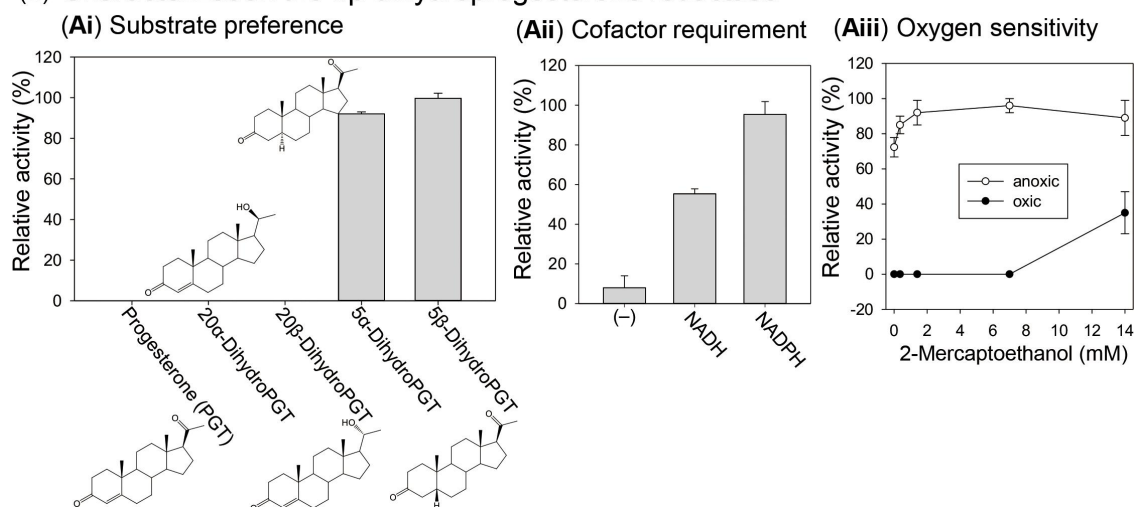 (Ai) Substrate preference
Relative activity (%)
120
100
80
60
40
20
0
O
O
H
HO
O
Progesterone (PGT)
20α-DihydroPGT
20β-DihydroPGT
5α-DihydroPGT
5β-DihydroPGT
O
O
HO
O
O
O
H
(Aii) Cofactor requirement
Relative activity (%)
120
100
80
60
40
20
0
(–)
NADH
NADPH
(Aiii) Oxygen sensitivity
Relative activity (%)
120
100
80
60
40
20
0
-20
anoxic
oxic
0 2 4 6 8 10 12 14
2-Mercaptoethanol (mM)